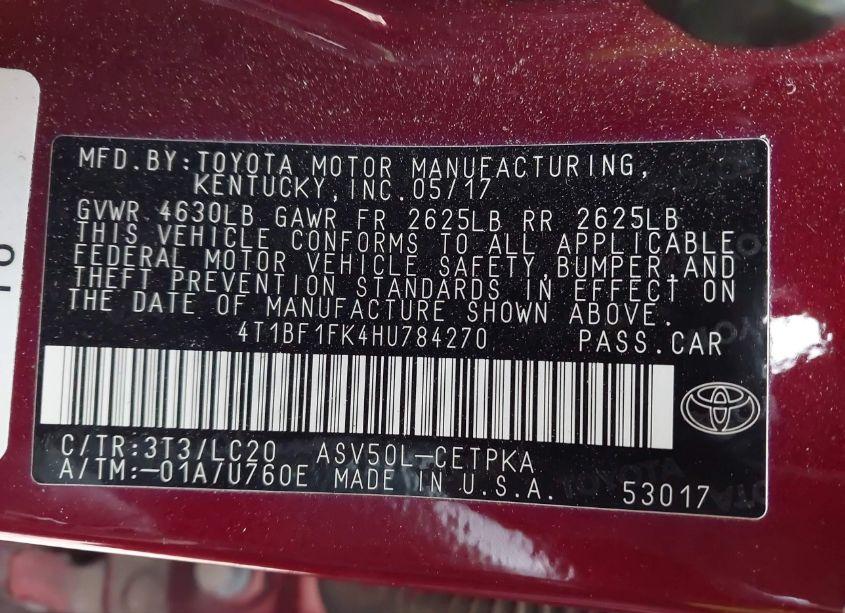 MFD.BY:TOYOTA MOTOR MANUFACTURING,
KENTUCKY,INC.05/17
GVWR 4630LB GAWR FR 2625LB RR 2625LB
THIS VEHICLE CONFORMS TO ALL APPLICABLE
FEDERAL MOTOR VEHICLE SAFETY,BUMPER,AND
THEFT PREVENTION STANDARDS IN EFFECT ON
THE DATE OF MANUFACTURE SHOWN ABOVE.
4T1BF1FK4HU784270 PASS.CAR
C/TR:3T3/LC20 ASV50L-CETPKA
A/TM:-01A/U760E MADE IN U.S.A. 53017